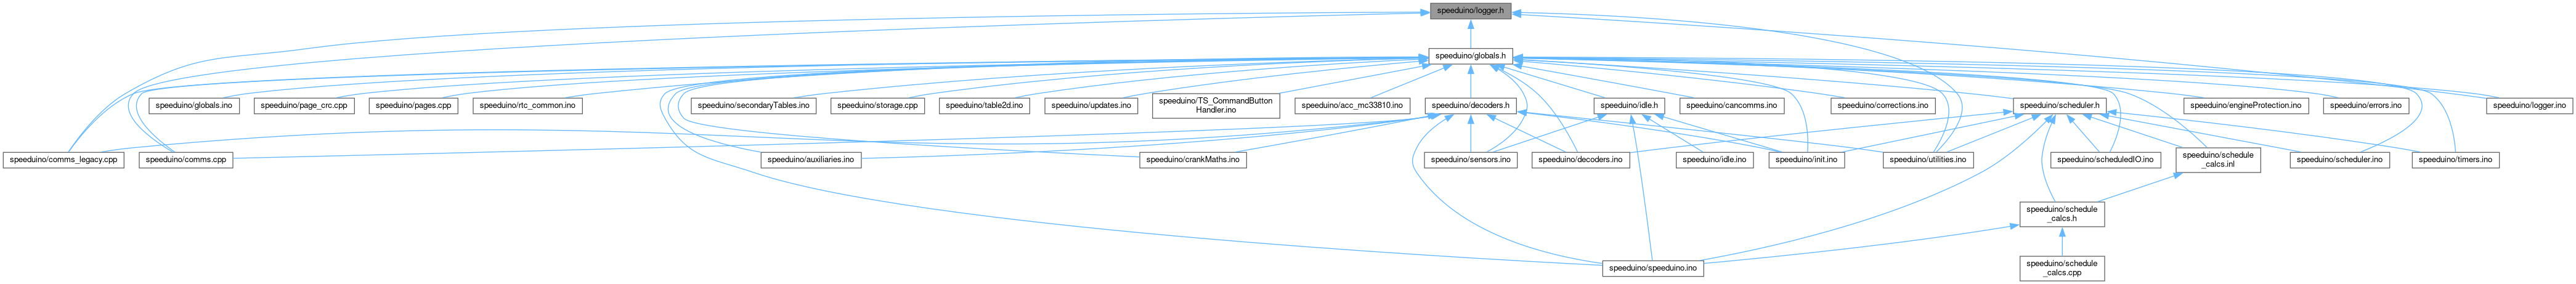 speeduino/logger.h
speeduino/globals.h
speeduino/globals.ino
speeduino/page_crc.cpp
speeduino/pages.cpp
speeduino/rtc_common.ino
speeduino/secondaryTables.ino
speeduino/storage.cpp
speeduino/table2d.ino
speeduino/updates.ino
speeduino/TS_CommandButton
Handler.ino
speeduino/acc_mc33810.ino
speeduino/decoders.h
speeduino/idle.h
speeduino/cancomms.ino
speeduino/corrections.ino
speeduino/scheduler.h
speeduino/engineProtection.ino
speeduino/errors.ino
speeduino/logger.ino
speeduino/comms_legacy.cpp
speeduino/comms.cpp
speeduino/auxiliaries.ino
speeduino/crankMaths.ino
speeduino/sensors.ino
speeduino/decoders.ino
speeduino/idle.ino
speeduino/init.ino
speeduino/utilities.ino
speeduino/scheduledIO.ino
speeduino/schedule
_calcs.inl
speeduino/scheduler.ino
speeduino/timers.ino
speeduino/schedule
_calcs.h
speeduino/speeduino.ino
speeduino/schedule
_calcs.cpp